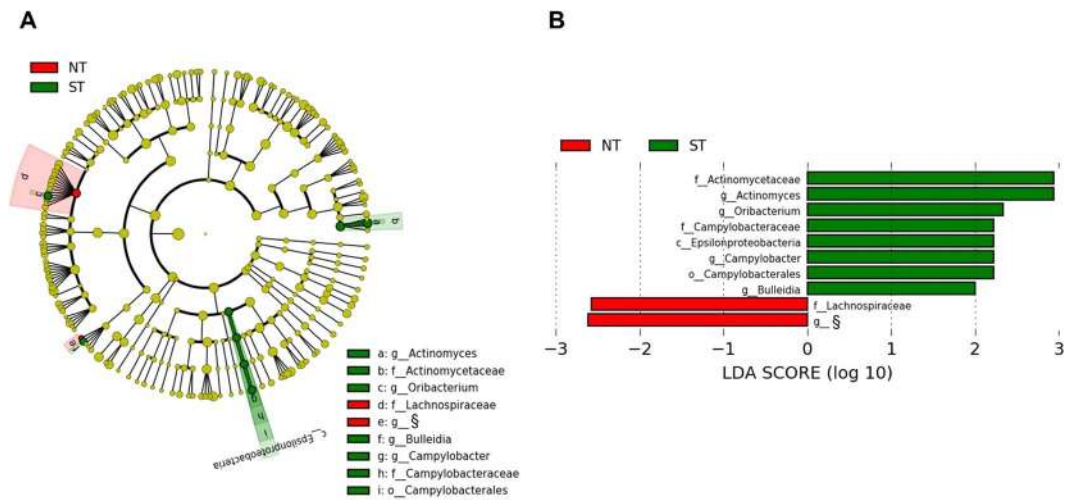 A
NT
ST
d
c
a
b
g
h
i
c__Epsilonproteobacteria
a: g__Actinomyces
b: f__Actinomycetaceae
c: g__Oribacterium
d: f__Lachnospiraceae
e: g__§
f: g__Bulleidia
g: g__Campylobacter
h: f__Campylobacteraceae
i: o__Campylobacterales
B
NT ST
f__Actinomycetaceae
g__Actinomyces
g__Oribacterium
f__Campylobacteraceae
c__Epsilonproteobacteria
g__Campylobacter
o__Campylobacterales
g__Bulleidia
f__Lachnospiraceae
g__§
−3 −2 −1 0 1 2 3
LDA SCORE (log 10)